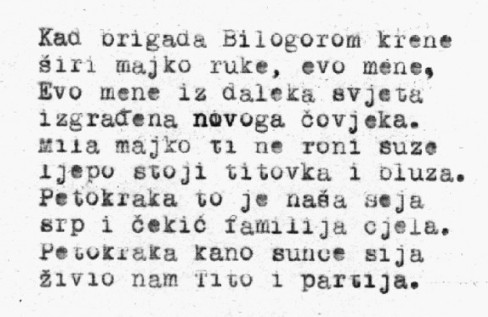 Kad brigada Bilogorom krene
širi majko ruke, evo mene,
Evo mene iz daleka svjeta
izgrađena novoga čovjeka.
Mila majko ti ne roni suze
ljepo stoji titovka i bluza.
Petokraka to je naša seja
srp i čekić familija cjela.
Petokraka kano sunce sija
živio nam Tito i partija.